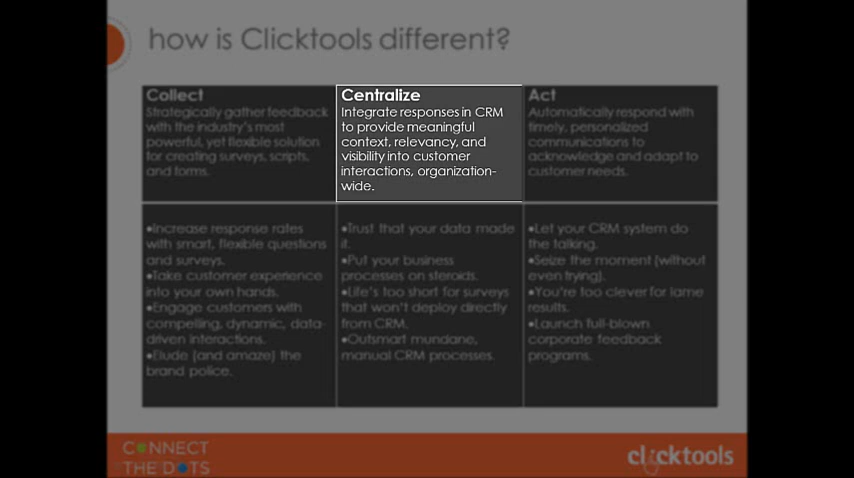 how is Clicktools different?
Collect
Strategically gather feedback
with the industry's most
powerful, yet flexible solution
for creating surveys, scripts,
and forms.
Centralize
Integrate responses in CRM
to provide meaningful
context, relevancy, and
visibility into customer
interactions, organization-
wide.
Act
Automatically respond with
timely, personalized
communications to
acknowledge and adapt to
customer needs.
•Increase response rates
with smart, flexible questions
and surveys.
•Take customer experience
into your own hands.
•Engage customers with
compelling, dynamic, data-
driven interactions.
•Elude (and amaze) the
brand police.
•Trust that your data made
it.
•Put your business
processes on steroids.
•Life's too short for surveys
that won't deploy directly
from CRM.
•Outsmart mundane,
manual CRM processes.
•Let your CRM system do
the talking.
•Seize the moment (without
even trying).
•You're too clever for lame
results.
•Launch full-blown
corporate feedback
programs.
CONNECT
THE DOTS
clicktools